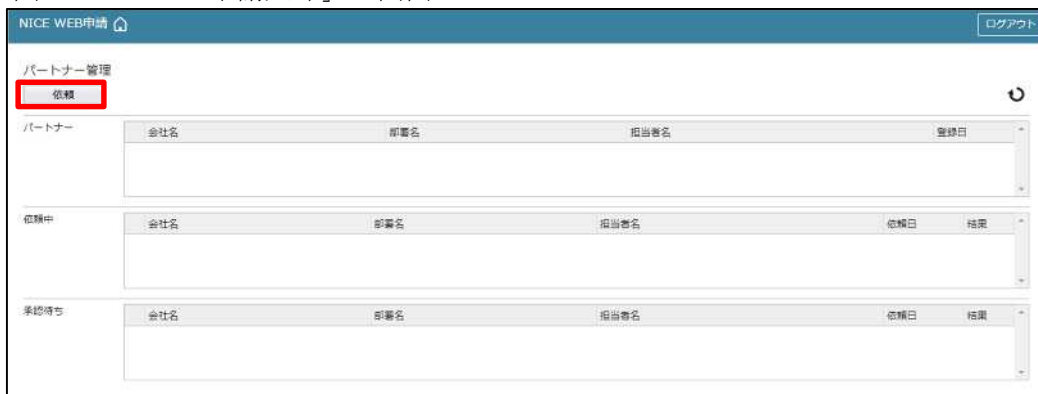 NICE WEB申請
ログアウト
パートナー管理
依頼
パートナー
会社名 部署名 担当者名 登録日
依頼中
会社名 部署名 担当者名 依頼日 結果
承認待ち
会社名 部署名 担当者名 依頼日 結果